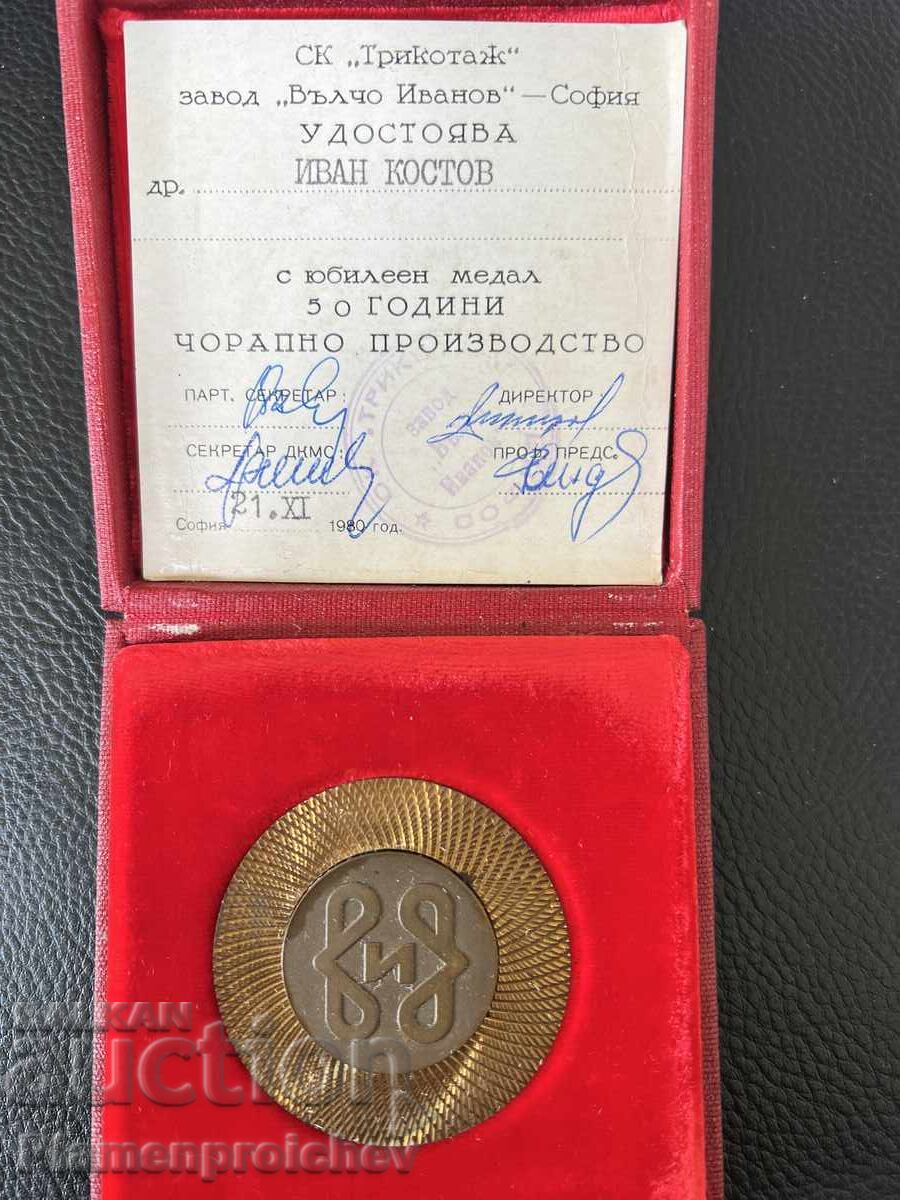 СК „Трикотаж“
завод „Вълчо Иванов“ — София
УДОСТОЯВА
ИВАН КОСТОВ
др.
с юбилеен медал
50 ГОДИНИ
ЧОРАПНО ПРОИЗВОДСТВО
ПАРТ. СЕКРЕТАР: ДИРЕКТОР:
СЕКРЕТАР ДКМС: ПРОФ. ПРЕДС.
21.XI
София 1980 год.
И
BALKAN
auction
Plamenproichev